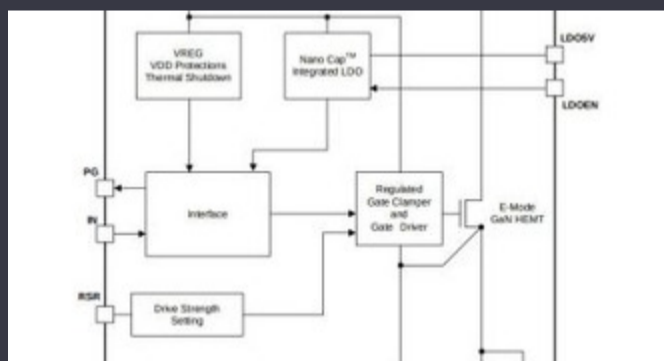 LDO5V
VREG
VDD Protections
Thermal Shutdown
Nano Cap™
Integrated LDO
LDOEN
PG
Regulated
Gate Clamper
and
Gate Driver
Interface
E-Mode
GaN HEMT
IN
RSR
Drive Strength
Setting